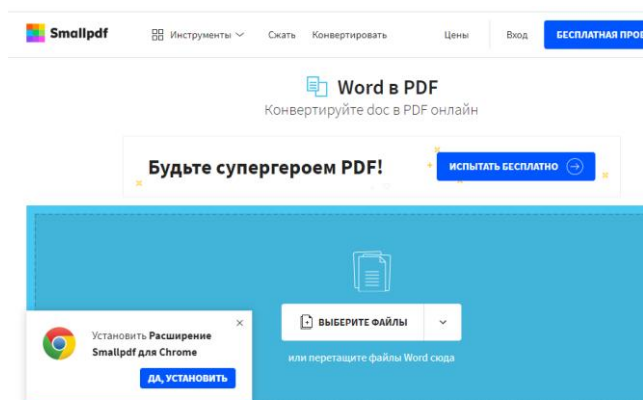 Smallpdf
Инструменты
Сжать
Конвертировать
Цены
Вход
БЕСПЛАТНАЯ ПРО
Word в PDF
Конвертируйте doc в PDF онлайн
Будьте супергероем PDF!
ИСПЫТАТЬ БЕСПЛАТНО
ВЫБЕРИТЕ ФАЙЛЫ
или перетащите файлы Word сюда
Установить Расширение
Smallpdf для Chrome
ДА, УСТАНОВИТЬ